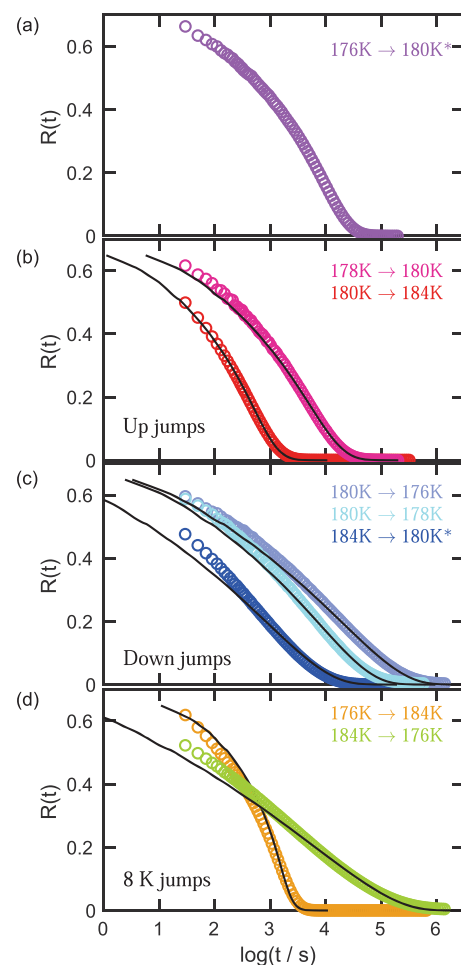 (a)
0.6
0.4
0.2
0
R(t)
176K → 180K*
(b)
0.6
0.4
0.2
0
R(t)
178K → 180K
180K → 184K
Up jumps
(c)
0.6
0.4
0.2
0
R(t)
180K → 176K
180K → 178K
184K → 180K*
Down jumps
(d)
0.6
0.4
0.2
0
R(t)
176K → 184K
184K → 176K
8 K jumps
0 1 2 3 4 5 6
log(t / s)